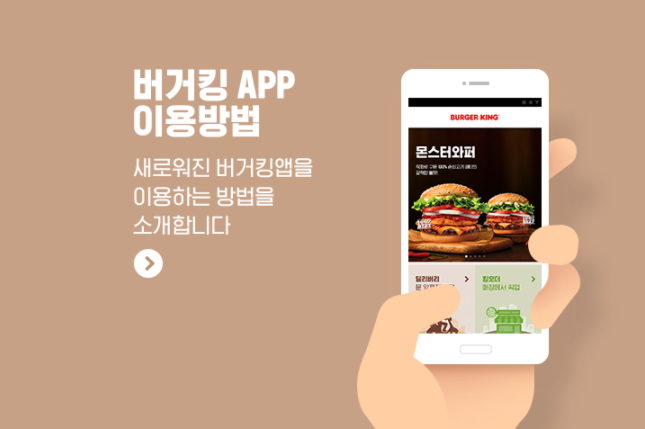 버거킹 APP
이용방법
새로워진 버거킹앱을
이용하는 방법을
소개합니다
BURGER KING
몬스터와퍼
딜리버리
킹오더
매장에서 픽업